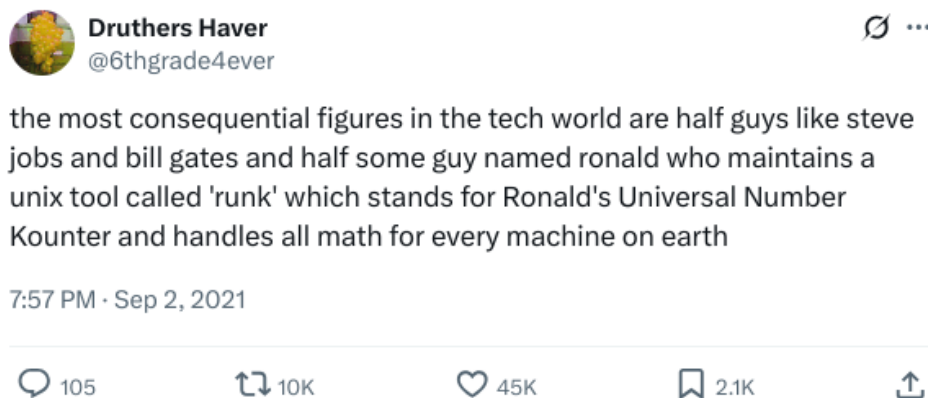 Druthers Haver
@6thgrade4ever
the most consequential figures in the tech world are half guys like steve
jobs and bill gates and half some guy named ronald who maintains a
unix tool called 'runk' which stands for Ronald's Universal Number
Kounter and handles all math for every machine on earth
7:57 PM · Sep 2, 2021
105 10K 45K 2.1K